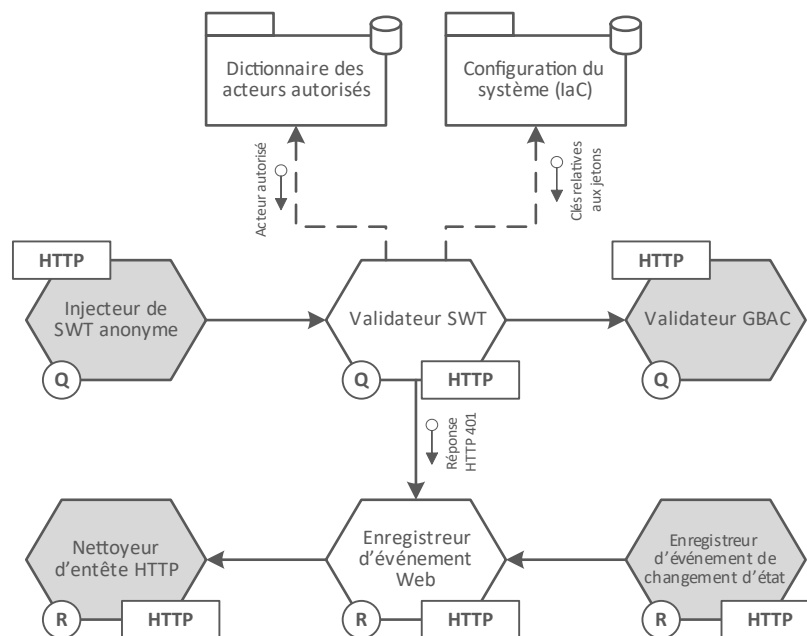 Dictionnaire des
acteurs autorisés
Configuration du
système (IaC)
Acteur autorisé
Clés relatives
aux jetons
HTTP
Injecteur de
SWT anonyme
Q
Validateur SWT
Q
HTTP
HTTP
Validateur GBAC
Q
Réponse
HTTP 401
Nettoyeur
d'entête HTTP
R
HTTP
Enregistreur
d'événement
Web
R
HTTP
Enregistreur
d'événement de
changement d'état
R
HTTP